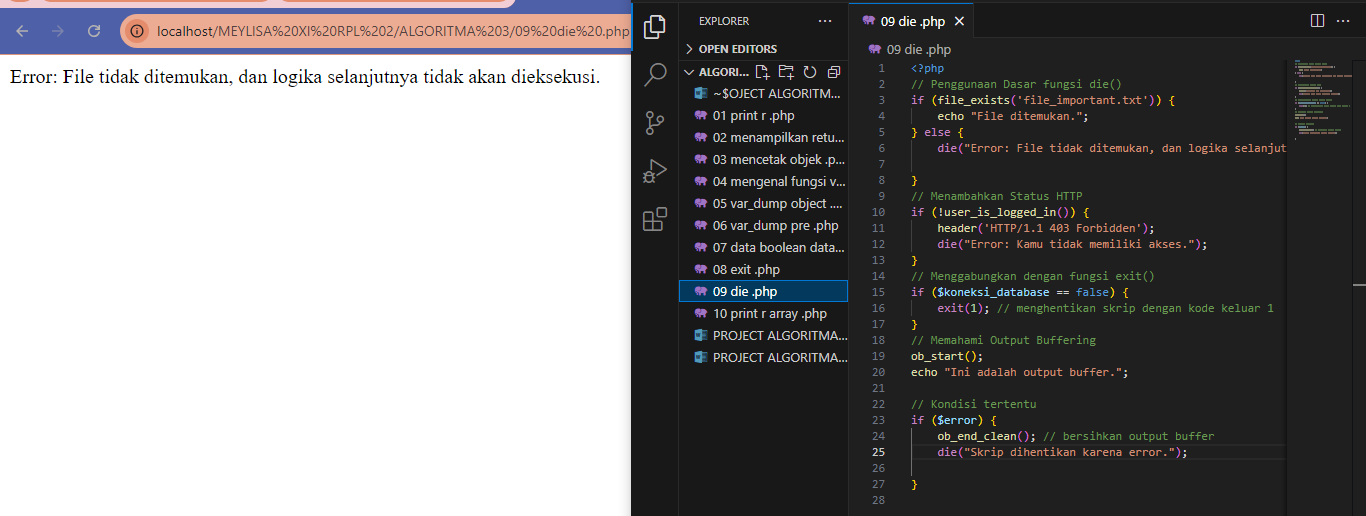 localhost/MEYLISA%20XI%20RPL%202/ALGORITMA%203/09%20die%20.php
Error: File tidak ditemukan, dan logika selanjutnya tidak akan dieksekusi.
EXPLORER
OPEN EDITORS
ALGORI...
~$OJECT ALGORITM...
01 print r .php
02 menampilkan retu...
03 mencetak objek .p...
04 mengenal fungsi v...
05 var_dump object ....
06 var_dump pre .php
07 data boolean data...
08 exit .php
09 die .php
10 print r array .php
PROJECT ALGORITMA...
PROJECT ALGORITMA...
09 die .php
09 die .php
1 <?php
2 // Penggunaan Dasar fungsi die()
3 if (file_exists('file_important.txt')) {
4 echo "File ditemukan.";
5 } else {
6 die("Error: File tidak ditemukan, dan logika selanjut
7
8 }
9 // Menambahkan Status HTTP
10 if (!user_is_logged_in()) {
11 header('HTTP/1.1 403 Forbidden');
12 die("Error: Kamu tidak memiliki akses.");
13 }
14 // Menggabungkan dengan fungsi exit()
15 if ($koneksi_database == false) {
16 exit(1); // menghentikan skrip dengan kode keluar 1
17 }
18 // Memahami Output Buffering
19 ob_start();
20 echo "Ini adalah output buffer.";
21
22 // Kondisi tertentu
23 if ($error) {
24 ob_end_clean(); // bersihkan output buffer
25 die("Skrip dihentikan karena error.");
26
27 }
28